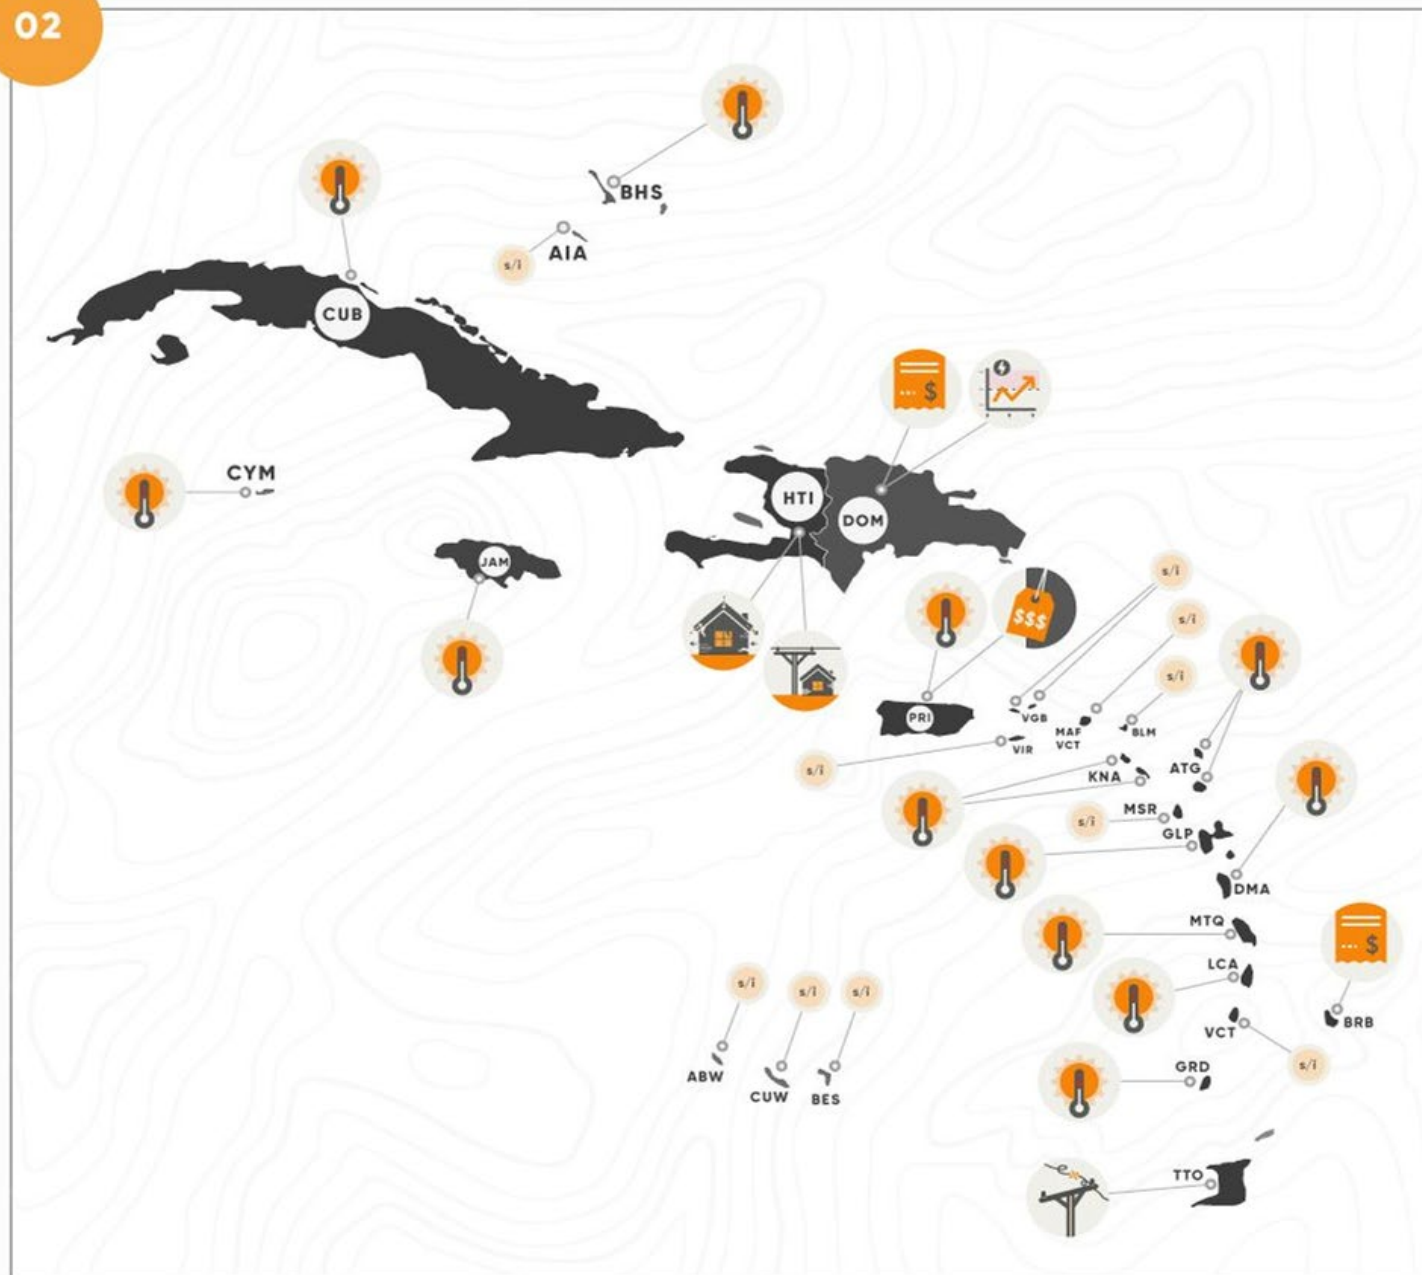 02
BHS
AIA
s/i
CUB
$
CYM
HTI
DOM
JAM
s/i
$$$
s/i
s/i
PRI
VGB
MAF
VCT
BLM
VIR
s/i
ATG
KNA
MSR
s/i
GLP
DMA
MTQ
$
LCA
s/i
s/i
s/i
VCT
BRB
ABW
CUW
BES
GRD
s/i
TTO